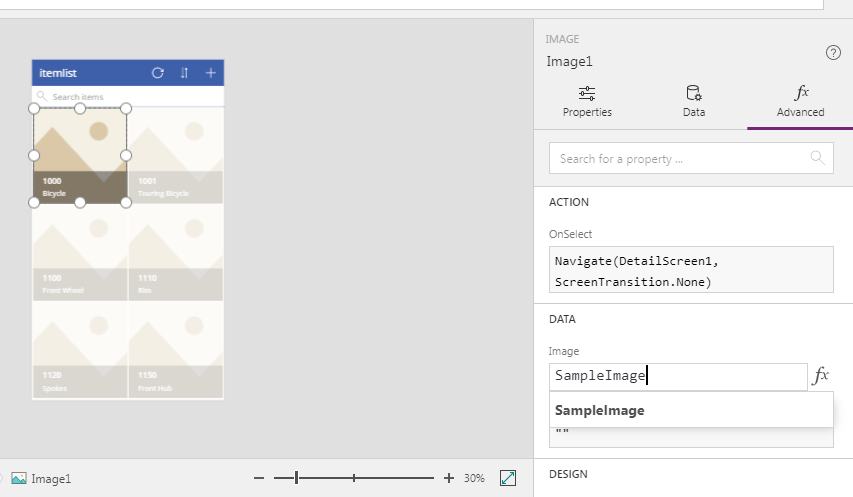 itemlist
Search items
1000
Bicycle
1001
Touring Bicycle
1100
Front Wheel
1110
Rim
1120
Spokes
1150
Front Hub
Image1
30%
IMAGE
Image1
Properties
Data
fx
Advanced
Search for a property ...
ACTION
OnSelect
Navigate(DetailScreen1,
ScreenTransition.None)
DATA
Image
SampleImage
fx
SampleImage
""
DESIGN